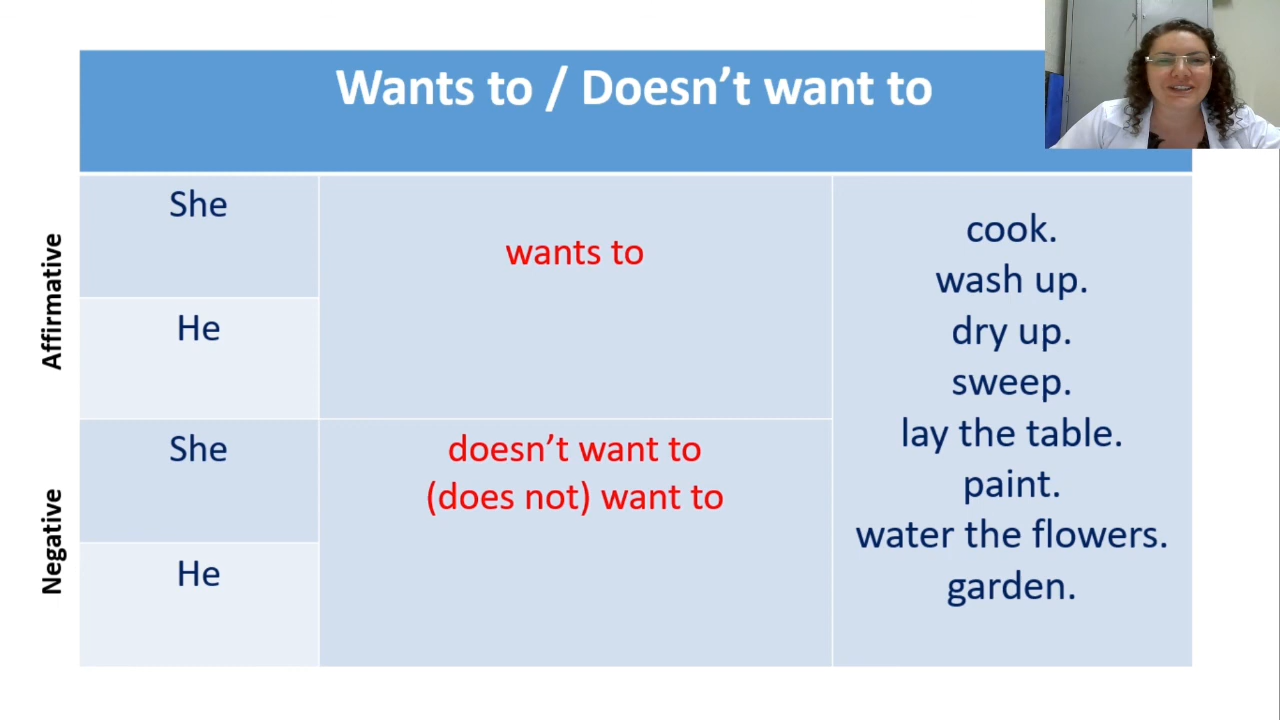 Wants to / Doesn’t want to
Affirmative
She
He
wants to
Negative
She
He
doesn’t want to
(does not) want to
cook.
wash up.
dry up.
sweep.
lay the table.
paint.
water the flowers.
garden.